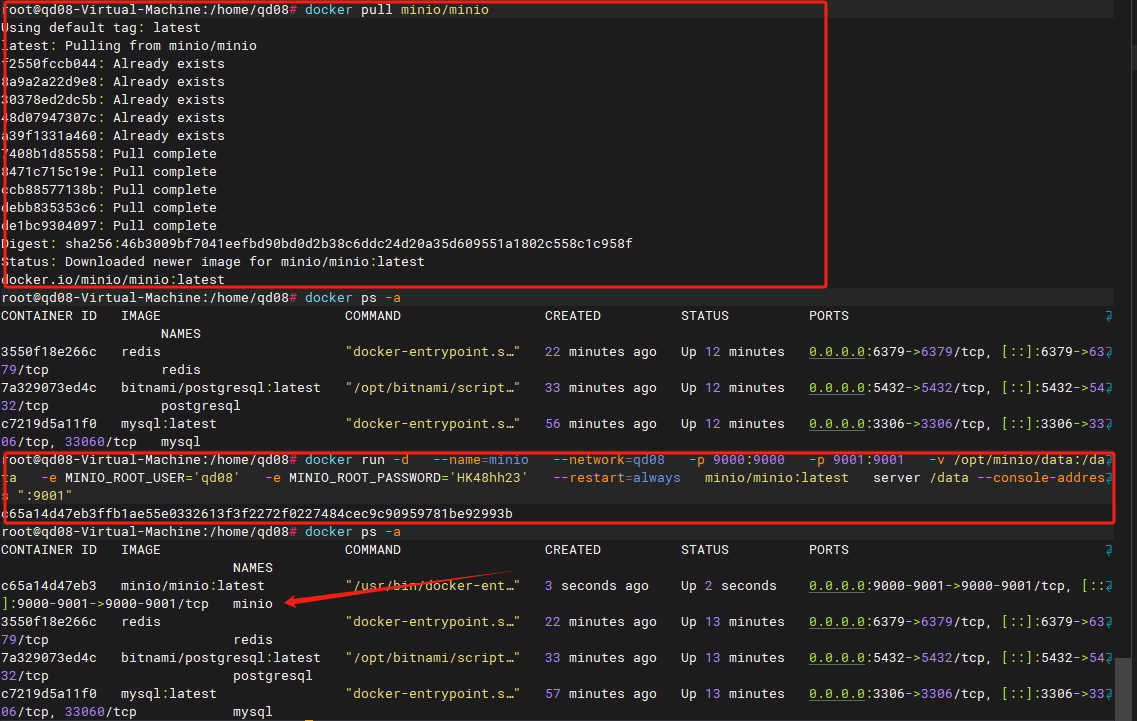 root@qd08-Virtual-Machine:/home/qd08# docker pull minio/minio
Using default tag: latest
latest: Pulling from minio/minio
f2550fccb044: Already exists
8a9a2a22d9e8: Already exists
30378ed2dc5b: Already exists
48d07947307c: Already exists
a39f1331a460: Already exists
7408b1d85558: Pull complete
8471c715c19e: Pull complete
ccb88577138b: Pull complete
debb835353c6: Pull complete
de1bc9304097: Pull complete
Digest: sha256:46b3009bf7041eefbd90bd0d2b38c6ddc24d20a35d609551a1802c558c1c958f
Status: Downloaded newer image for minio/minio:latest
docker.io/minio/minio:latest
root@qd08-Virtual-Machine:/home/qd08# docker ps -a
CONTAINER ID   IMAGE                       COMMAND                  CREATED          STATUS          PORTS
NAMES
3550f18e266c   redis                       "docker-entrypoint.s…"   22 minutes ago   Up 12 minutes   0.0.0.0:6379->6379/tcp, [::]:6379->63
79/tcp              redis
7a329073ed4c   bitnami/postgresql:latest   "/opt/bitnami/script…"   33 minutes ago   Up 12 minutes   0.0.0.0:5432->5432/tcp, [::]:5432->54
32/tcp              postgresql
c7219d5a11f0   mysql:latest                "docker-entrypoint.s…"   56 minutes ago   Up 12 minutes   0.0.0.0:3306->3306/tcp, [::]:3306->33
06/tcp, 33060/tcp   mysql
root@qd08-Virtual-Machine:/home/qd08# docker run -d   --name=minio   --network=qd08   -p 9000:9000   -p 9001:9001   -v /opt/minio/data:/da
ta   -e MINIO_ROOT_USER='qd08'   -e MINIO_ROOT_PASSWORD='HK48hh23'   --restart=always   minio/minio:latest   server /data --console-addres
s ":9001"
c65a14d47eb3ffb1ae55e0332613f3f2272f0227484cec9c90959781be92993b
root@qd08-Virtual-Machine:/home/qd08# docker ps -a
CONTAINER ID   IMAGE                       COMMAND                  CREATED          STATUS          PORTS
NAMES
c65a14d47eb3   minio/minio:latest          "/usr/bin/docker-ent…"   3 seconds ago    Up 2 seconds    0.0.0.0:9000-9001->9000-9001/tcp, [::
]:9000-9001->9000-9001/tcp   minio
3550f18e266c   redis                       "docker-entrypoint.s…"   22 minutes ago   Up 13 minutes   0.0.0.0:6379->6379/tcp, [::]:6379->63
79/tcp                       redis
7a329073ed4c   bitnami/postgresql:latest   "/opt/bitnami/script…"   33 minutes ago   Up 13 minutes   0.0.0.0:5432->5432/tcp, [::]:5432->54
32/tcp                       postgresql
c7219d5a11f0   mysql:latest                "docker-entrypoint.s…"   57 minutes ago   Up 13 minutes   0.0.0.0:3306->3306/tcp, [::]:3306->33
06/tcp, 33060/tcp            mysql